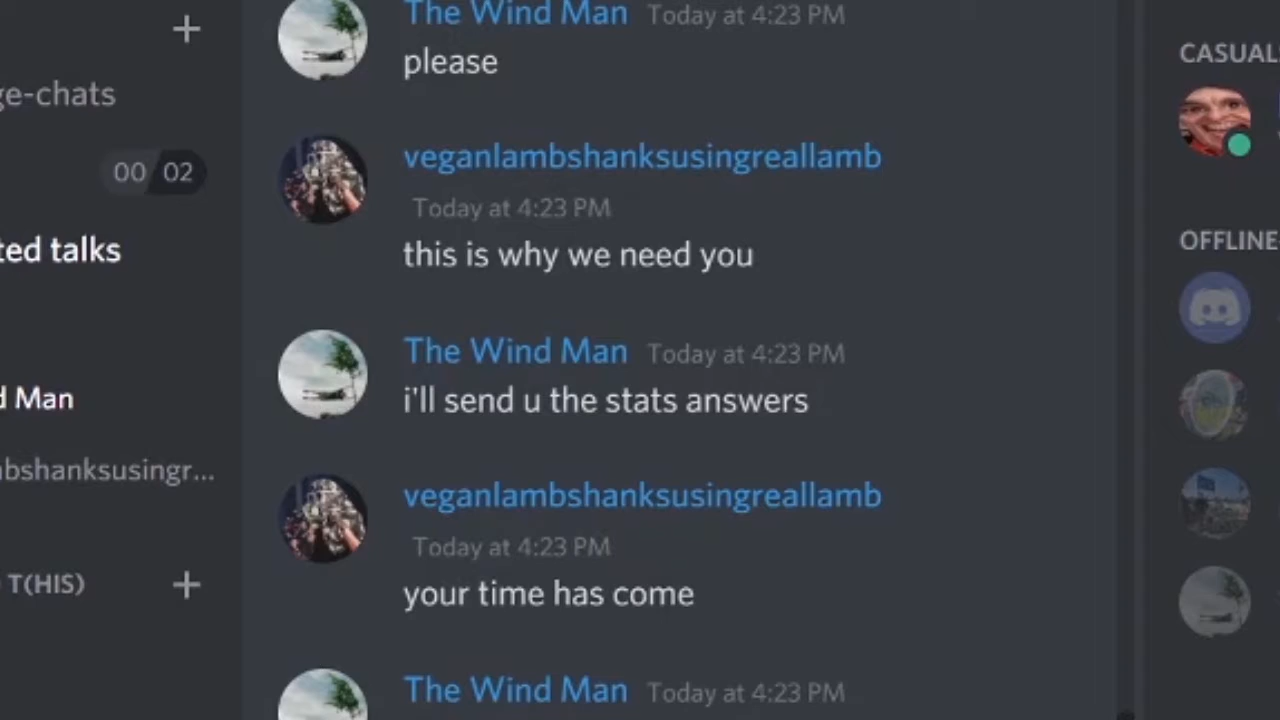 The Wind Man Today at 4:23 PM
please
ge-chats
veganlambshanksusingreallamb
00 02
Today at 4:23 PM
this is why we need you
ted talks
The Wind Man Today at 4:23 PM
d Man
i'll send u the stats answers
bshanksusingr...
veganlambshanksusingreallamb
Today at 4:23 PM
T(HIS)
your time has come
The Wind Man Today at 4:23 PM
CASUAL
OFFLINE